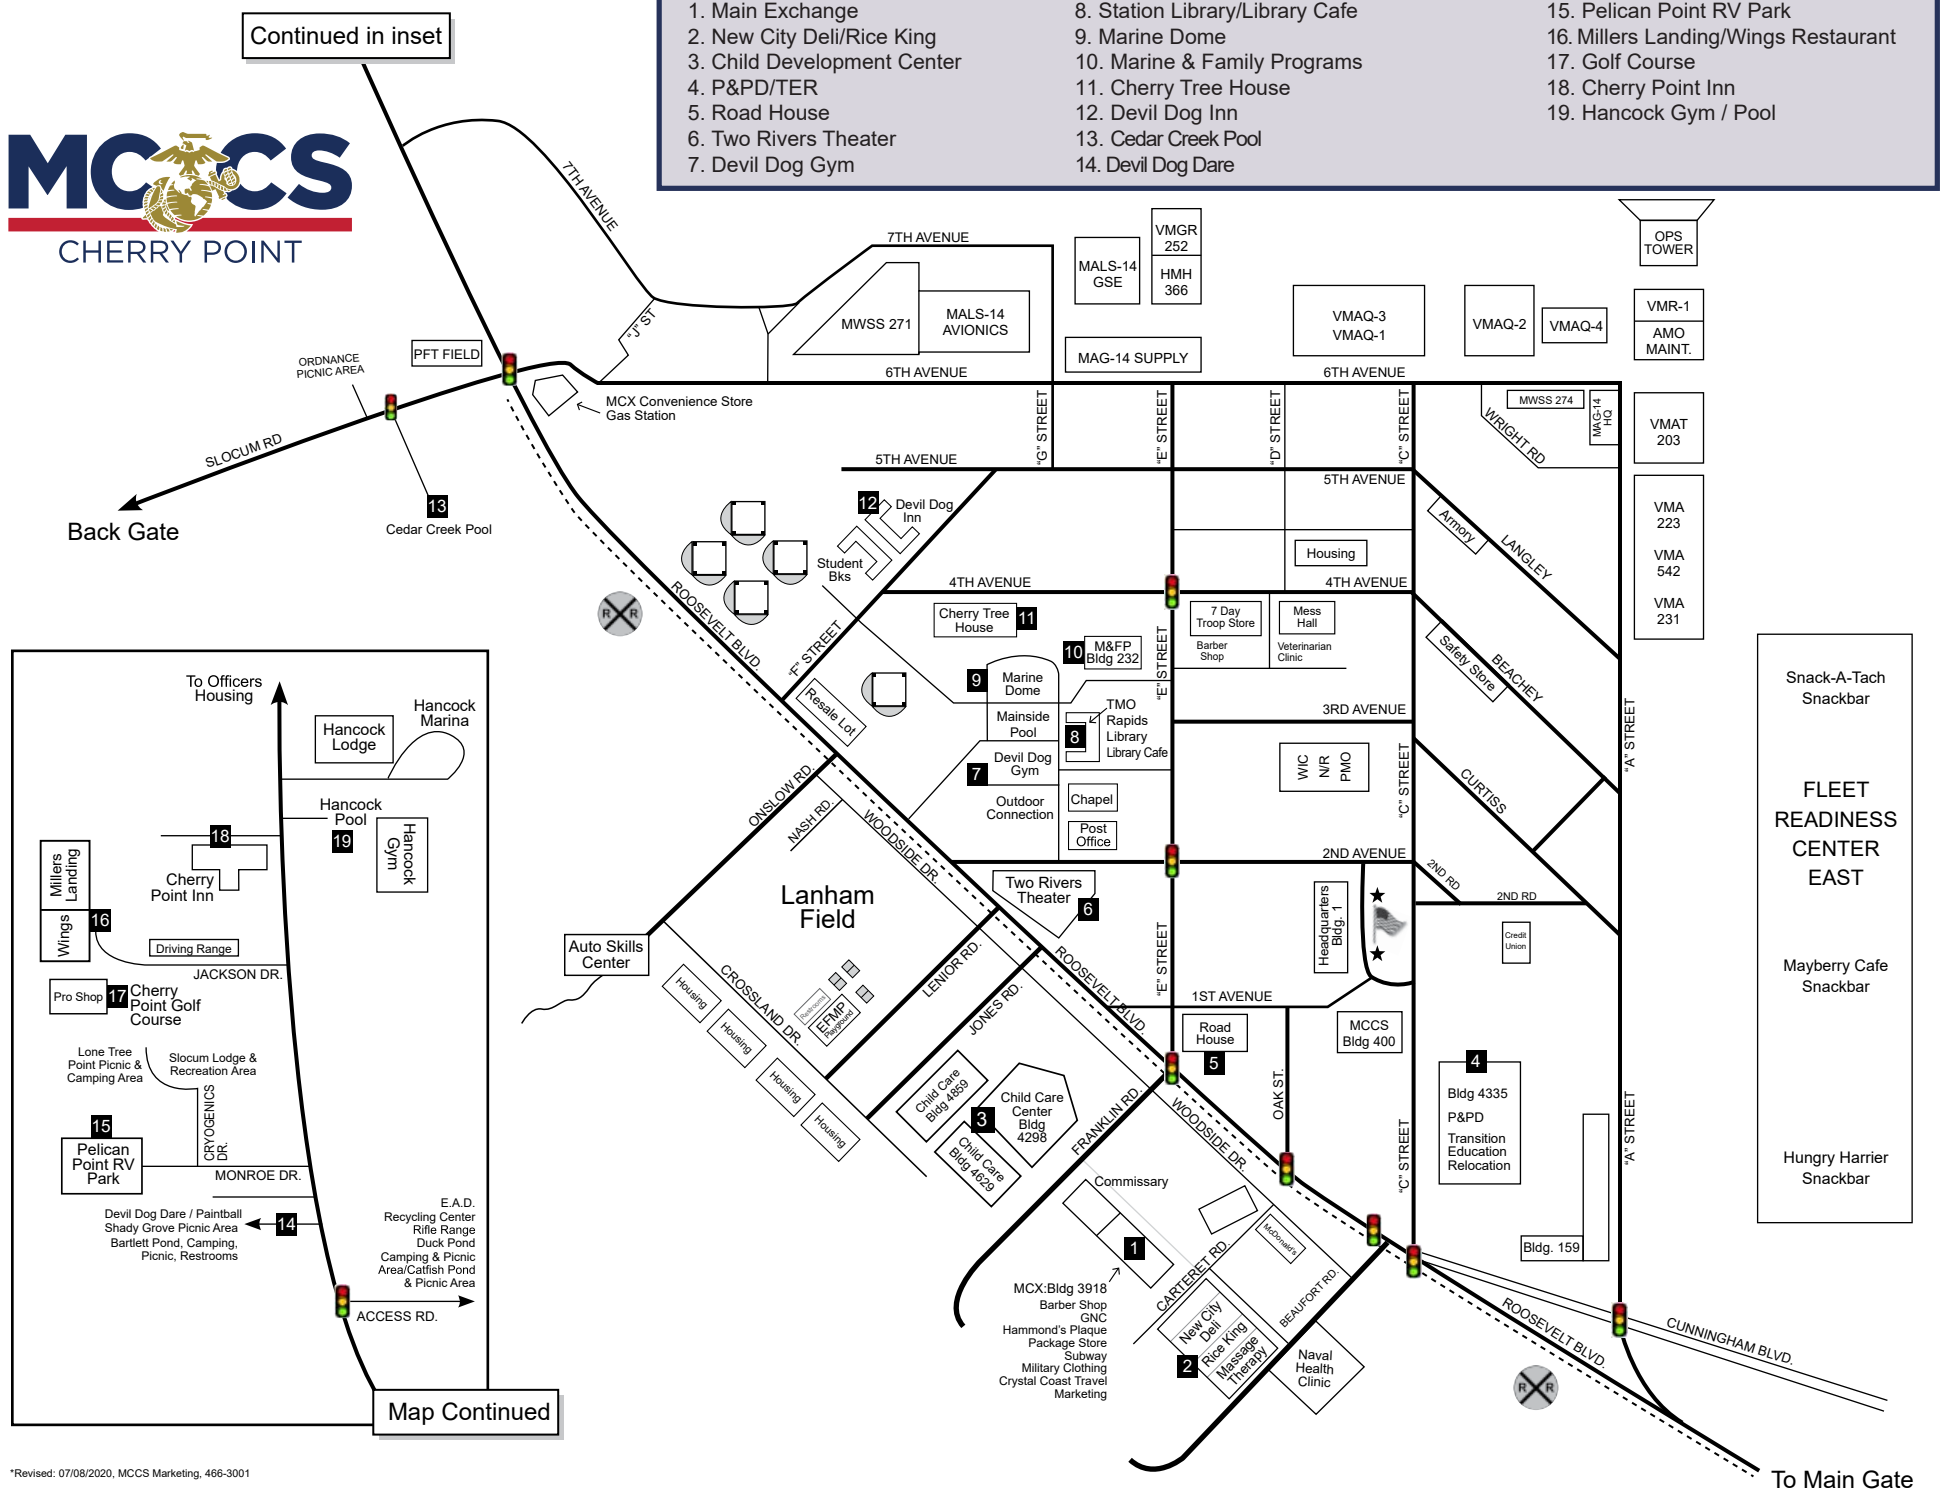 Continued in inset
1. Main Exchange
2. New City Deli/Rice King
3. Child Development Center
4. P&PD/TER
5. Road House
6. Two Rivers Theater
7. Devil Dog Gym
8. Station Library/Library Cafe
9. Marine Dome
10. Marine & Family Programs
11. Cherry Tree House
12. Devil Dog Inn
13. Cedar Creek Pool
14. Devil Dog Dare
15. Pelican Point RV Park
16. Millers Landing/Wings Restaurant
17. Golf Course
18. Cherry Point Inn
19. Hancock Gym / Pool
MCCS
CHERRY POINT
7TH AVENUE
7TH AVENUE
"J" ST
MWSS 271
MALS-14
AVIONICS
MALS-14
GSE
VMGR
252
HMH
366
MAG-14 SUPPLY
VMAQ-3
VMAQ-1
VMAQ-2
VMAQ-4
OPS
TOWER
VMR-1
AMO
MAINT.
PFT FIELD
ORDNANCE
PICNIC AREA
SLOCUM RD
Back Gate
13
Cedar Creek Pool
MCX Convenience Store
Gas Station
6TH AVENUE
6TH AVENUE
"G" STREET
"E" STREET
"D" STREET
"C" STREET
WRIGHT RD
MWSS 274
MAG-14
HQ
VMAT
203
VMA
223
VMA
542
VMA
231
5TH AVENUE
5TH AVENUE
12
Devil Dog
Inn
Student
Bks
Armory
LANGLEY
Housing
4TH AVENUE
4TH AVENUE
R R
ROOSEVELT BLVD.
"F" STREET
Cherry Tree
House
11
10
M&FP
Bldg 232
"E" STREET
7 Day
Troop Store
Mess
Hall
Barber
Shop
Veterinarian
Clinic
Safety Store
BEACHEY
Resale Lot
9
Marine
Dome
Mainside
Pool
8
TMO
Rapids
Library
Library Cafe
3RD AVENUE
7
Devil Dog
Gym
Outdoor
Connection
Chapel
Post
Office
WIC
N/R
PMO
"C" STREET
CURTISS
"A" STREET
Snack-A-Tach
Snackbar
FLEET
READINESS
CENTER
EAST
Mayberry Cafe
Snackbar
Hungry Harrier
Snackbar
ONSLOW RD.
NASH RD.
WOODSIDE DR.
2ND AVENUE
2ND RD
2ND RD
Lanham
Field
Two Rivers
Theater
6
Headquarters
Bldg. 1
Credit
Union
Auto Skills
Center
CROSSLAND DR.
Housing
Housing
Housing
Housing
Restrooms
EFMP
Playground
LENIOR RD.
JONES RD.
ROOSEVELT BLVD.
"E" STREET
1ST AVENUE
Road
House
5
MCCS
Bldg 400
OAK ST.
4
Bldg 4335
P&PD
Transition
Education
Relocation
"C" STREET
"A" STREET
Bldg. 159
Child Care
Bldg 4859
3
Child Care
Center
Bldg
4298
Child Care
Bldg 4629
FRANKLIN RD.
WOODSIDE DR.
Commissary
1
MCX:Bldg 3918
Barber Shop
GNC
Hammond's Plaque
Package Store
Subway
Military Clothing
Crystal Coast Travel
Marketing
CARTERET RD.
McDonald's
BEAUFORT RD.
New City
Deli
Rice King
Massage
Therapy
2
Naval
Health
Clinic
ROOSEVELT BLVD.
CUNNINGHAM BLVD.
R R
To Main Gate
To Officers
Housing
Hancock
Lodge
Hancock
Marina
Hancock
Pool
19
Hancock
Gym
18
Cherry
Point Inn
Millers
Landing
Wings
16
Driving Range
JACKSON DR.
Pro Shop
17
Cherry
Point Golf
Course
Lone Tree
Point Picnic &
Camping Area
Slocum Lodge &
Recreation Area
CRYOGENICS
DR.
15
Pelican
Point RV
Park
MONROE DR.
Devil Dog Dare / Paintball
Shady Grove Picnic Area
Bartlett Pond, Camping,
Picnic, Restrooms
14
E.A.D.
Recycling Center
Rifle Range
Duck Pond
Camping & Picnic
Area/Catfish Pond
& Picnic Area
ACCESS RD.
Map Continued
*Revised: 07/08/2020, MCCS Marketing, 466-3001